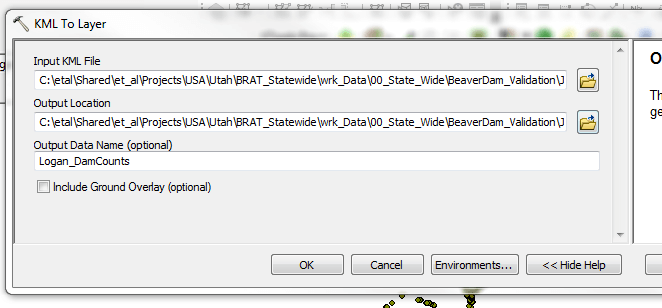 KML To Layer
Input KML File
C:\etal\Shared\et_al\Projects\USA\Utah\BRAT_Statewide\wrk_Data\00_State_Wide\BeaverDam_Validation\J
Output Location
C:\etal\Shared\et_al\Projects\USA\Utah\BRAT_Statewide\wrk_Data\00_State_Wide\BeaverDam_Validation\J
Output Data Name (optional)
Logan_DamCounts
Include Ground Overlay (optional)
OK Cancel Environments... << Hide Help
O
Th
ge